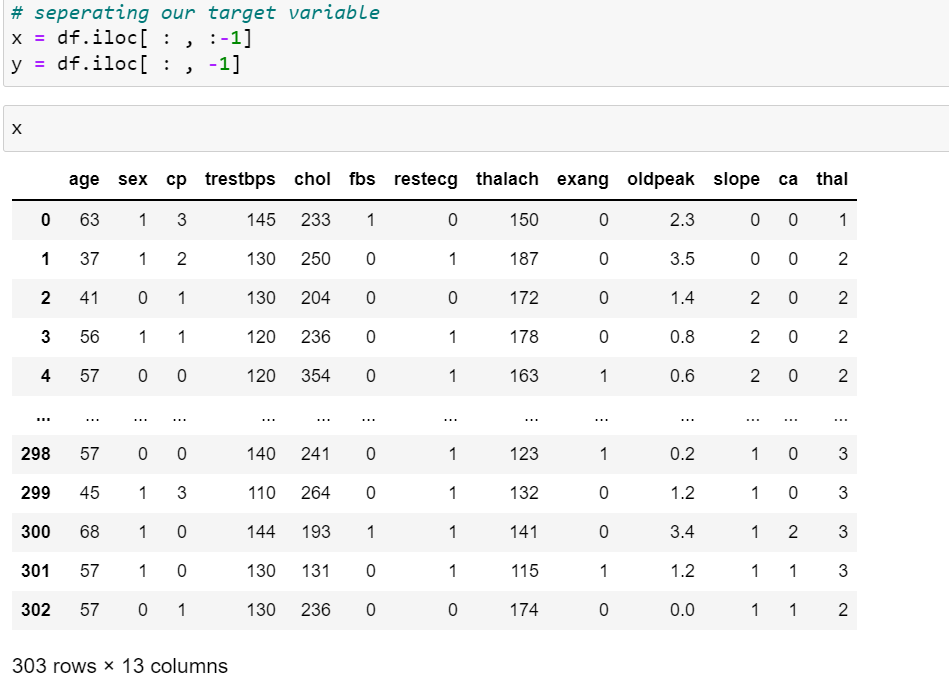 # seperating our target variable
x = df.iloc[ : , :-1]
y = df.iloc[ : , -1]
x
age sex cp trestbps chol fbs restecg thalach exang oldpeak slope ca thal
0 63 1 3 145 233 1 0 150 0 2.3 0 0 1
1 37 1 2 130 250 0 1 187 0 3.5 0 0 2
2 41 0 1 130 204 0 0 172 0 1.4 2 0 2
3 56 1 1 120 236 0 1 178 0 0.8 2 0 2
4 57 0 0 120 354 0 1 163 1 0.6 2 0 2
... ... ... ... ... ... ... ... ... ... ... ... ... ...
298 57 0 0 140 241 0 1 123 1 0.2 1 0 3
299 45 1 3 110 264 0 1 132 0 1.2 1 0 3
300 68 1 0 144 193 1 1 141 0 3.4 1 2 3
301 57 1 0 130 131 0 1 115 1 1.2 1 1 3
302 57 0 1 130 236 0 0 174 0 0.0 1 1 2
303 rows × 13 columns